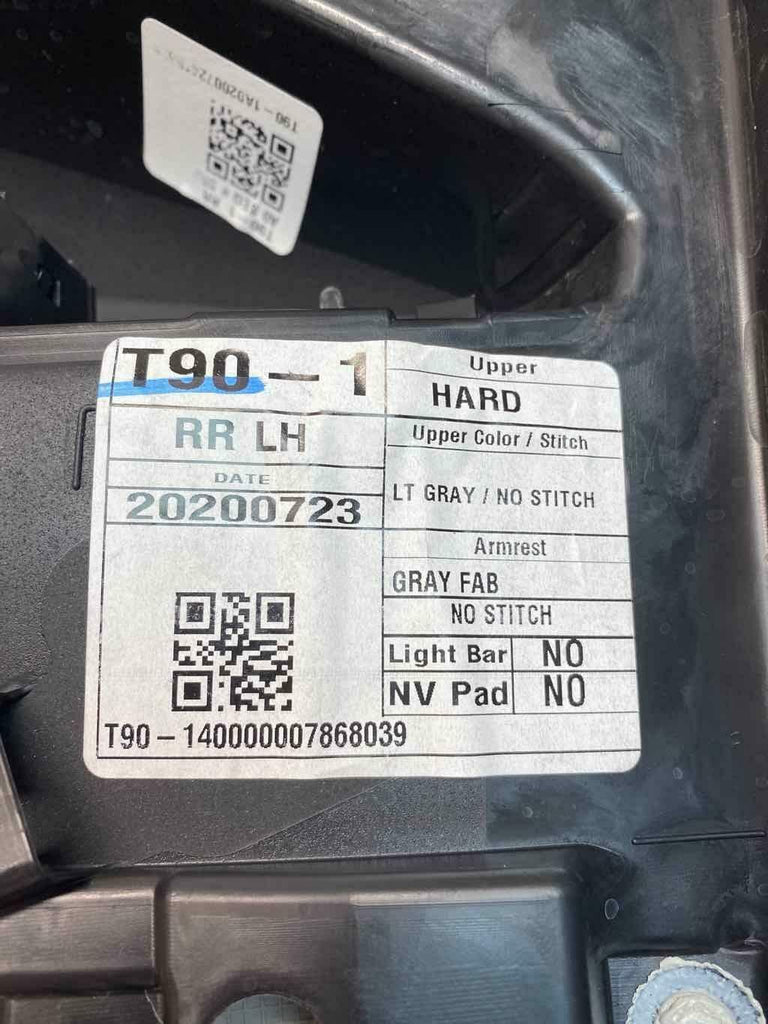 T90-1
RR LH
DATE
20200723
T90-140000007868039
Upper
HARD
Upper Color / Stitch
LT GRAY / NO STITCH
Armrest
GRAY FAB
NO STITCH
Light Bar NO
NV Pad NO